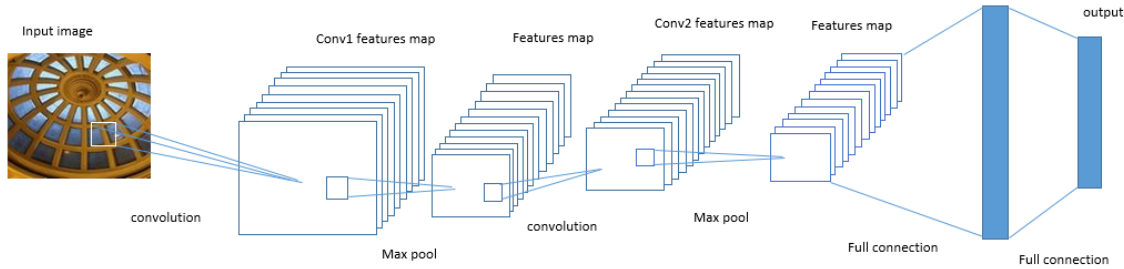 Input image
Conv1 features map
Features map
Conv2 features map
Features map
output
convolution
Max pool
convolution
Max pool
Full connection
Full connection